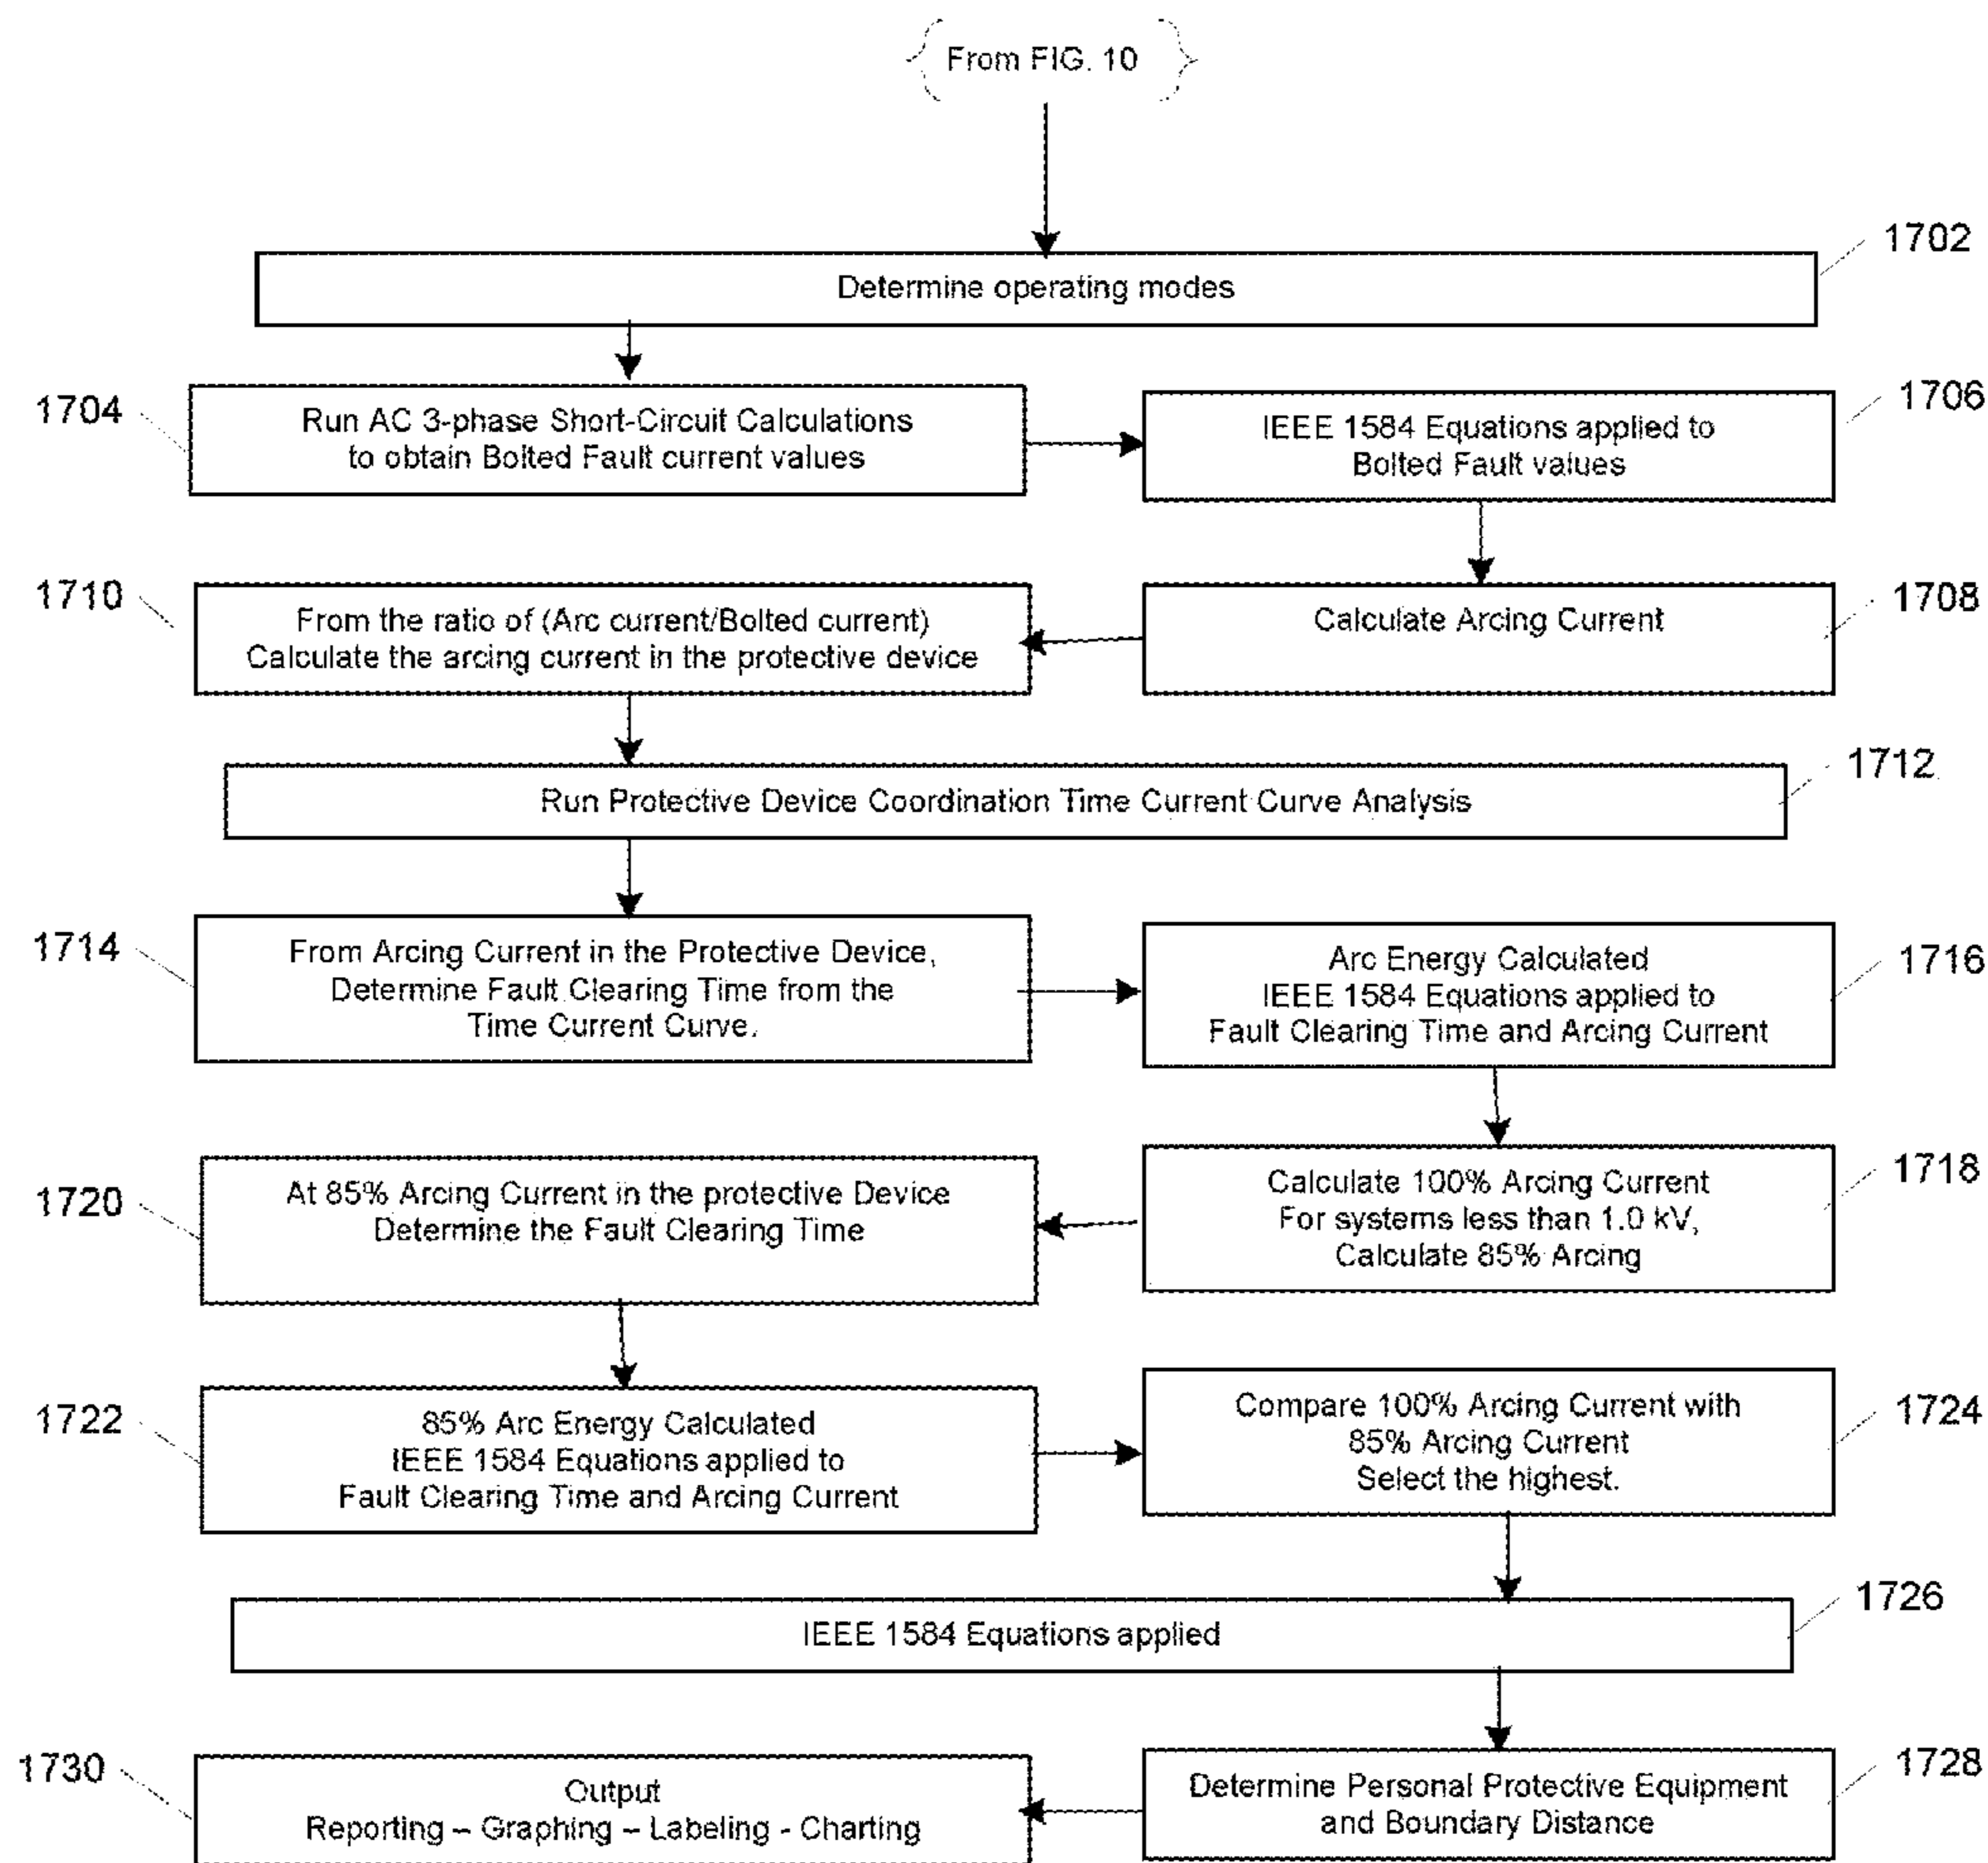 From FIG. 10
1702
Determine operating modes
1704
Run AC 3-phase Short-Circuit Calculations
to obtain Bolted Fault current values
1706
IEEE 1584 Equations applied to
Bolted Fault values
1710
From the ratio of (Arc current/Bolted current)
Calculate the arcing current in the protective device
1708
Calculate Arcing Current
1712
Run Protective Device Coordination Time Current Curve Analysis
1714
From Arcing Current in the Protective Device,
Determine Fault Clearing Time from the
Time Current Curve.
1716
Arc Energy Calculated
IEEE 1584 Equations applied to
Fault Clearing Time and Arcing Current
1720
At 85% Arcing Current in the protective Device
Determine the Fault Clearing Time
1718
Calculate 100% Arcing Current
For systems less than 1.0 kV,
Calculate 85% Arcing
1722
85% Arc Energy Calculated
IEEE 1584 Equations applied to
Fault Clearing Time and Arcing Current
1724
Compare 100% Arcing Current with
85% Arcing Current
Select the highest.
1726
IEEE 1584 Equations applied
1730
Output
Reporting – Graphing – Labeling - Charting
1728
Determine Personal Protective Equipment
and Boundary Distance